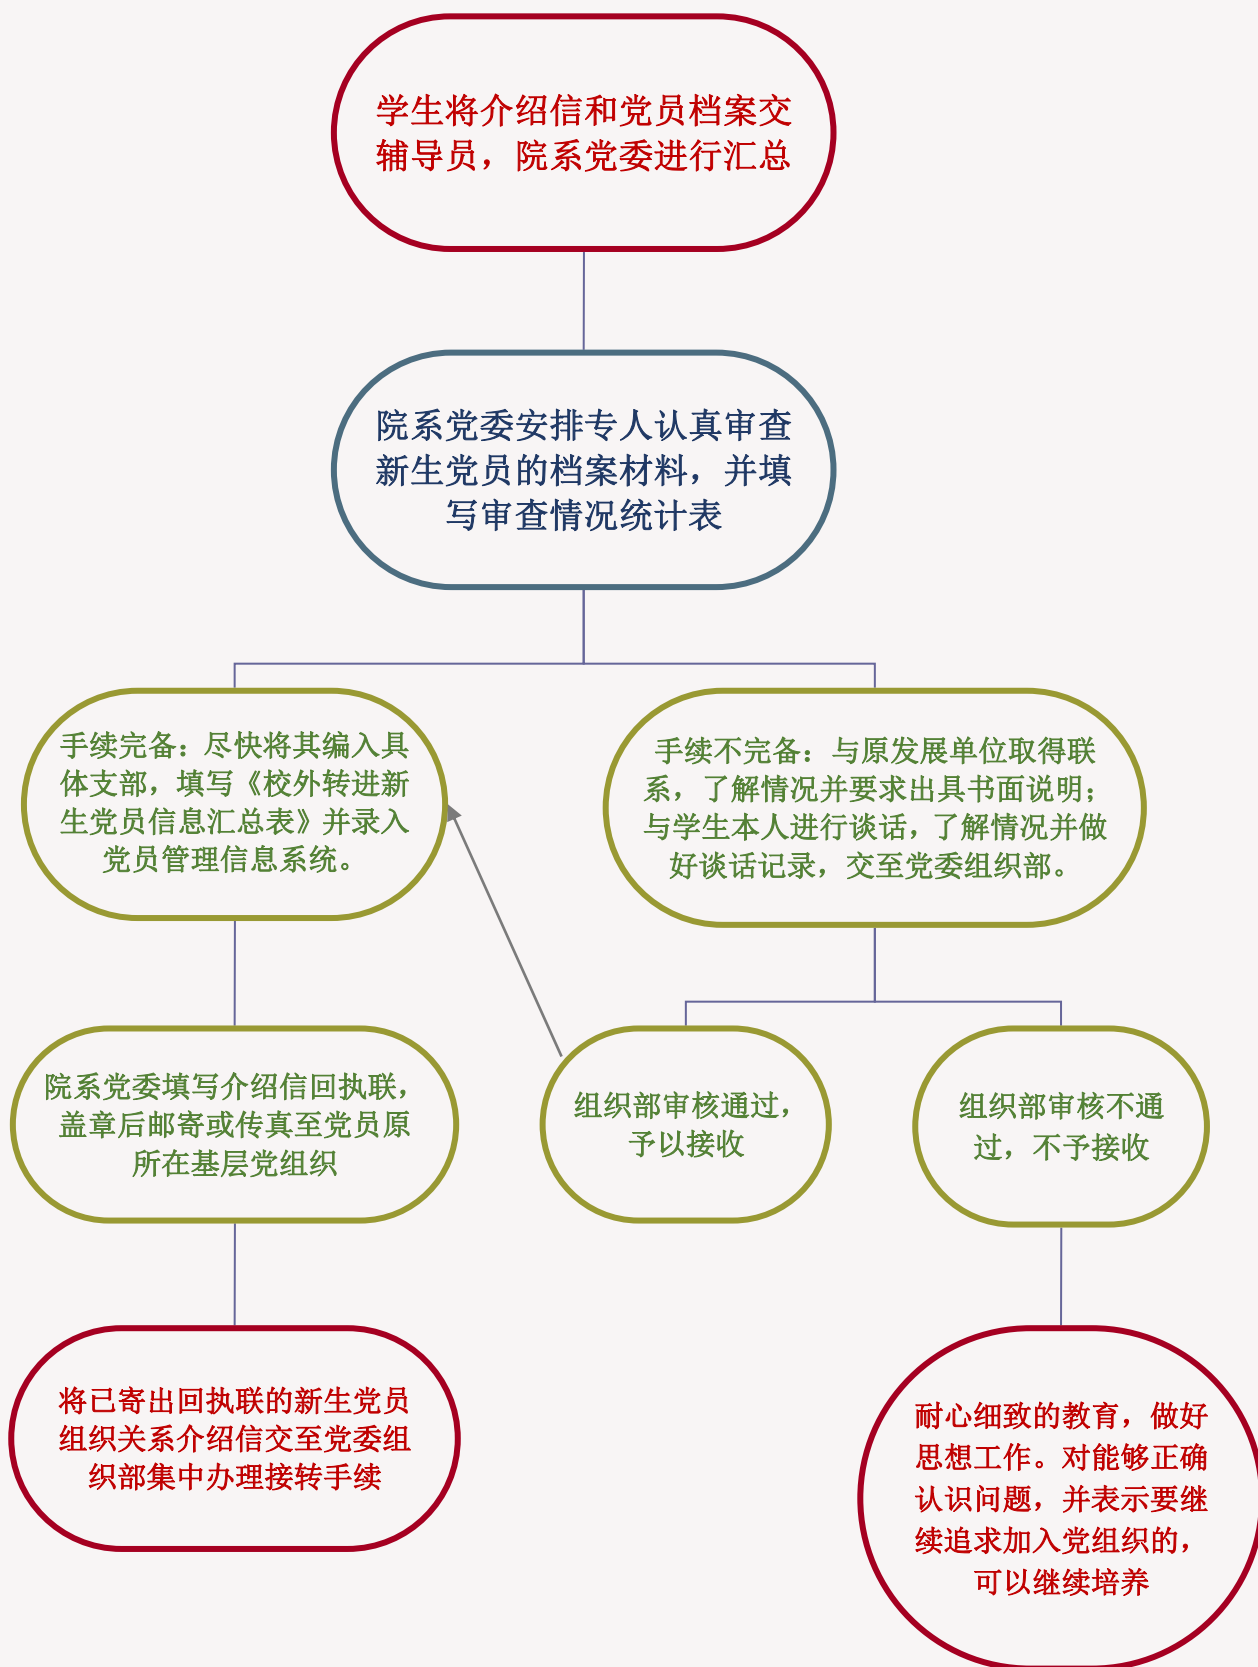 学生将介绍信和党员档案交
辅导员，院系党委进行汇总
院系党委安排专人认真审查
新生党员的档案材料，并填
写审查情况统计表
手续完备：尽快将其编入具
体支部，填写《校外转进新
生党员信息汇总表》并录入
党员管理信息系统。
手续不完备：与原发展单位取得联
系，了解情况并要求出具书面说明；
与学生本人进行谈话，了解情况并做
好谈话记录，交至党委组织部。
院系党委填写介绍信回执联，
盖章后邮寄或传真至党员原
所在基层党组织
组织部审核通过，
予以接收
组织部审核不通
过，不予接收
将已寄出回执联的新生党员
组织关系介绍信交至党委组
织部集中办理接转手续
耐心细致的教育，做好
思想工作。对能够正确
认识问题，并表示要继
续追求加入党组织的，
可以继续培养